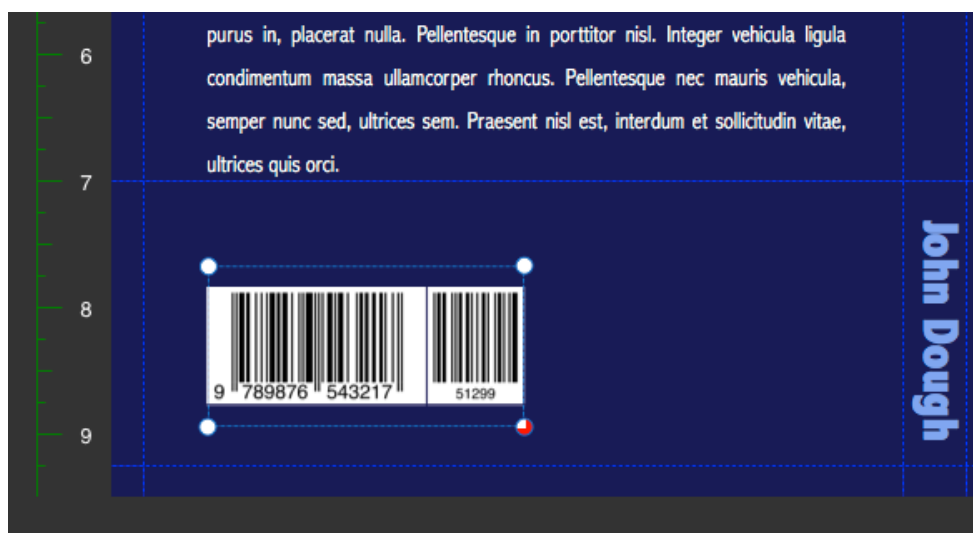 purus in, placerat nulla. Pellentesque in porttitor nisl. Integer vehicula ligula
condimentum massa ullamcorper rhoncus. Pellentesque nec mauris vehicula,
semper nunc sed, ultrices sem. Praesent nisl est, interdum et sollicitudin vitae,
ultrices quis orci.
6
7
8
9
9 789876 543217
51299
John Dough